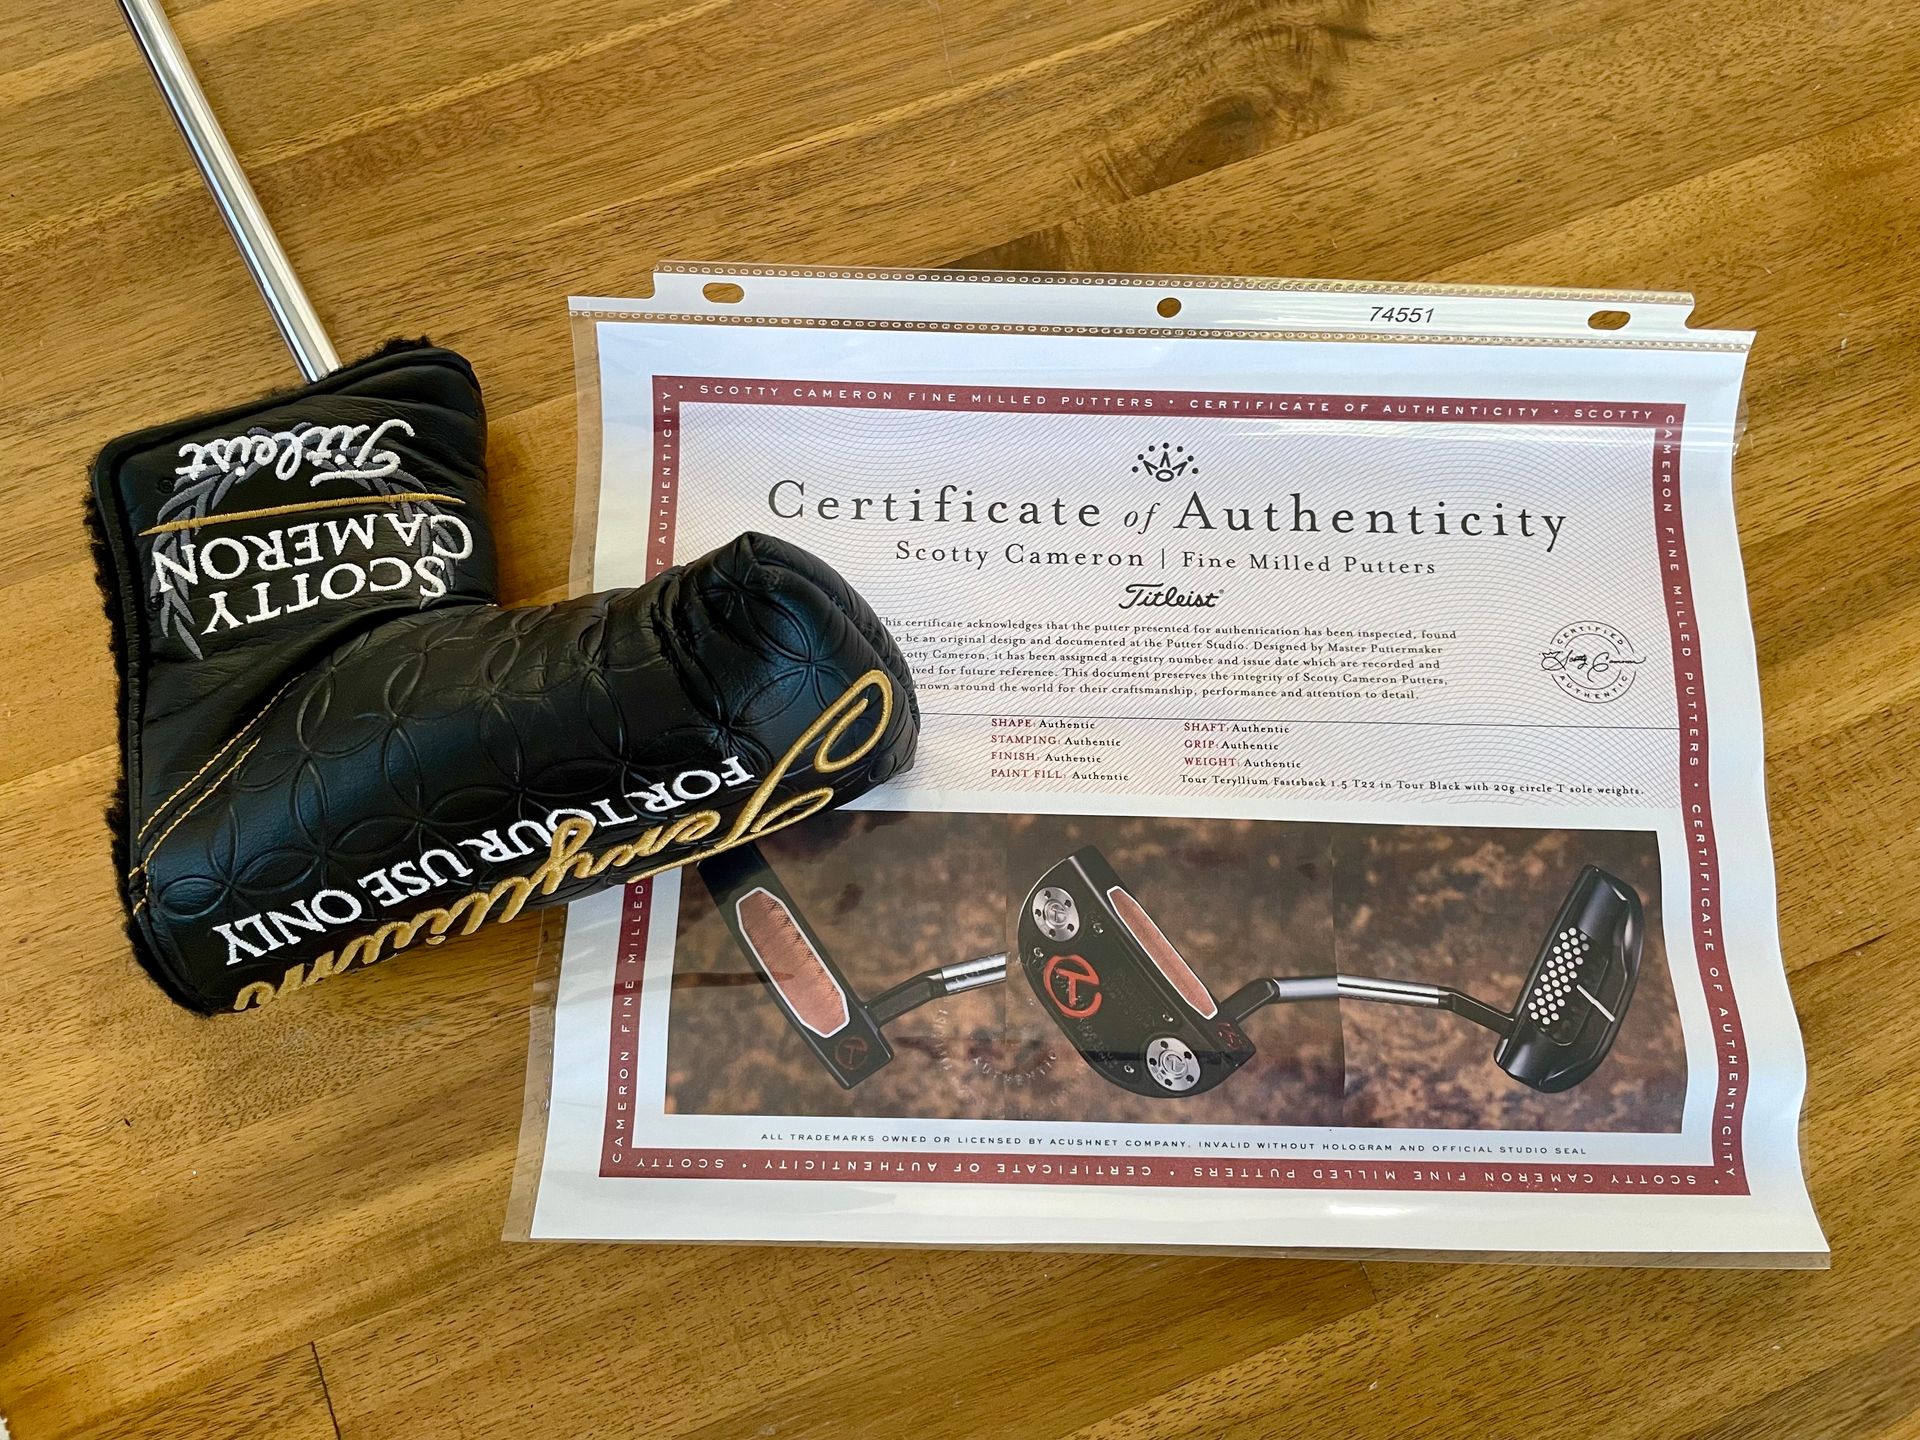 Titleist
SCOTTY
CAMERON
FOR TOUR USE ONLY
Teryllium
74551
• SCOTTY CAMERON FINE MILLED PUTTERS • CERTIFICATE OF AUTHENTICITY • SCOTTY
CAMERON FINE MILLED PUTTERS • CERTIFICATE OF AUTHENTICITY
• SCOTTY CAMERON FINE MILLED PUTTERS • CERTIFICATE OF AUTHENTICITY • SCOTTY
CAMERON FINE MILLED
AUTHENTICITY
Certificate of Authenticity
Scotty Cameron | Fine Milled Putters
Titleist®
This certificate acknowledges that the putter presented for authentication has been inspected, found
o be an original design and documented at the Putter Studio. Designed by Master Puttermaker
cotty Cameron, it has been assigned a registry number and issue date which are recorded and
ived for future reference. This document preserves the integrity of Scotty Cameron Putters,
known around the world for their craftsmanship, performance and attention to detail.
CERTIFIED
Scotty Cameron
AUTHENTIC
SHAPE: Authentic
SHAFT: Authentic
STAMPING: Authentic
GRIP: Authentic
FINISH: Authentic
WEIGHT: Authentic
PAINT FILL: Authentic
Tour Teryllium Fastsback 1.5 T22 in Tour Black with 20g circle T sole weights.
ALL TRADEMARKS OWNED OR LICENSED BY ACUSHNET COMPANY. INVALID WITHOUT HOLOGRAM AND OFFICIAL STUDIO SEAL